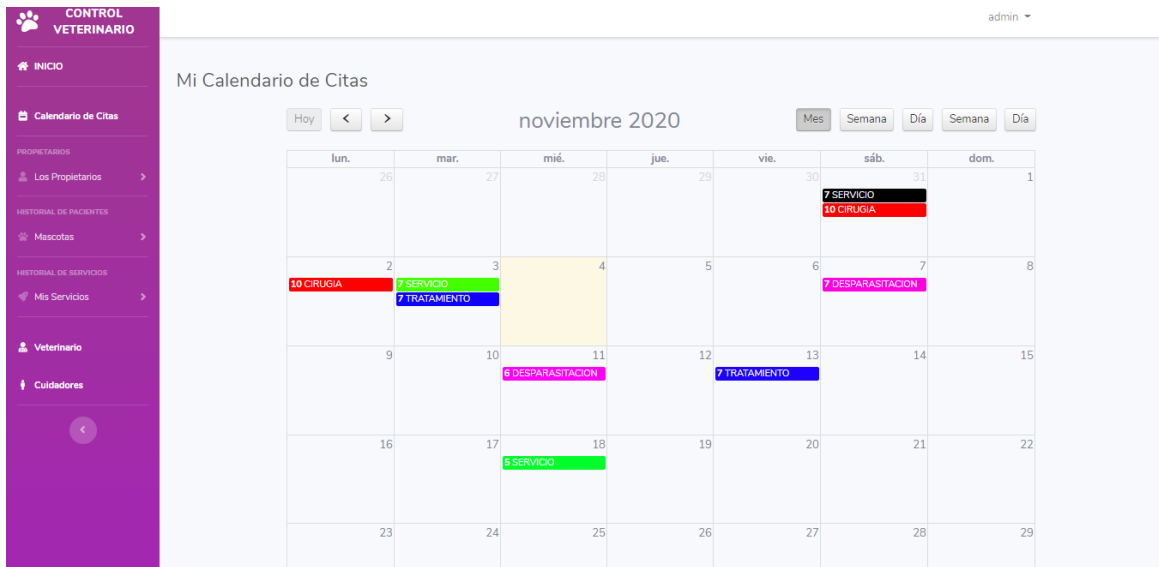 CONTROL
VETERINARIO
admin
INICIO
Calendario de Citas
PROPIETARIOS
Los Propietarios
HISTORIAL DE PACIENTES
Mascotas
HISTORIAL DE SERVICIOS
Mis Servicios
Veterinario
Cuidadores
Mi Calendario de Citas
Hoy
noviembre 2020
Mes Semana Día Semana Día
lun. mar. mié. jue. vie. sáb. dom.
26 27 28 29 30 31 1
7 SERVICIO
10 CIRUGIA
2 3 4 5 6 7 8
10 CIRUGIA 7 SERVICIO 7 DESPARASITACION
7 TRATAMIENTO
9 10 11 12 13 14 15
6 DESPARASITACION 7 TRATAMIENTO
16 17 18 19 20 21 22
5 SERVICIO
23 24 25 26 27 28 29